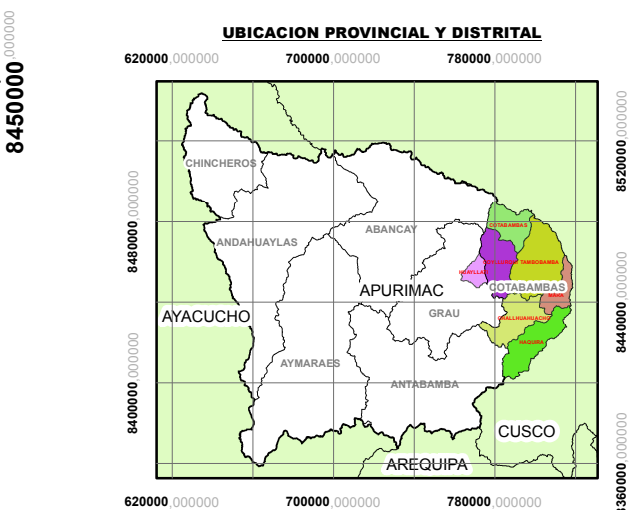 UBICACION PROVINCIAL Y DISTRITAL
620000,000000 700000,000000 780000,000000
8450000,000000
8520000,000000
8480000,000000
8440000,000000
8400000,000000
8360000,000000
CHINCHEROS
ANDAHUAYLAS
ABANCAY
COTABAMBAS
TAMBOBAMBA
APURIMAC
COTABAMBAS
MARA
AYACUCHO
GRAU
CHALLHUAHUACHO
HAQUIRA
AYMARAES
ANTABAMBA
CUSCO
AREQUIPA
620000,000000 700000,000000 780000,000000